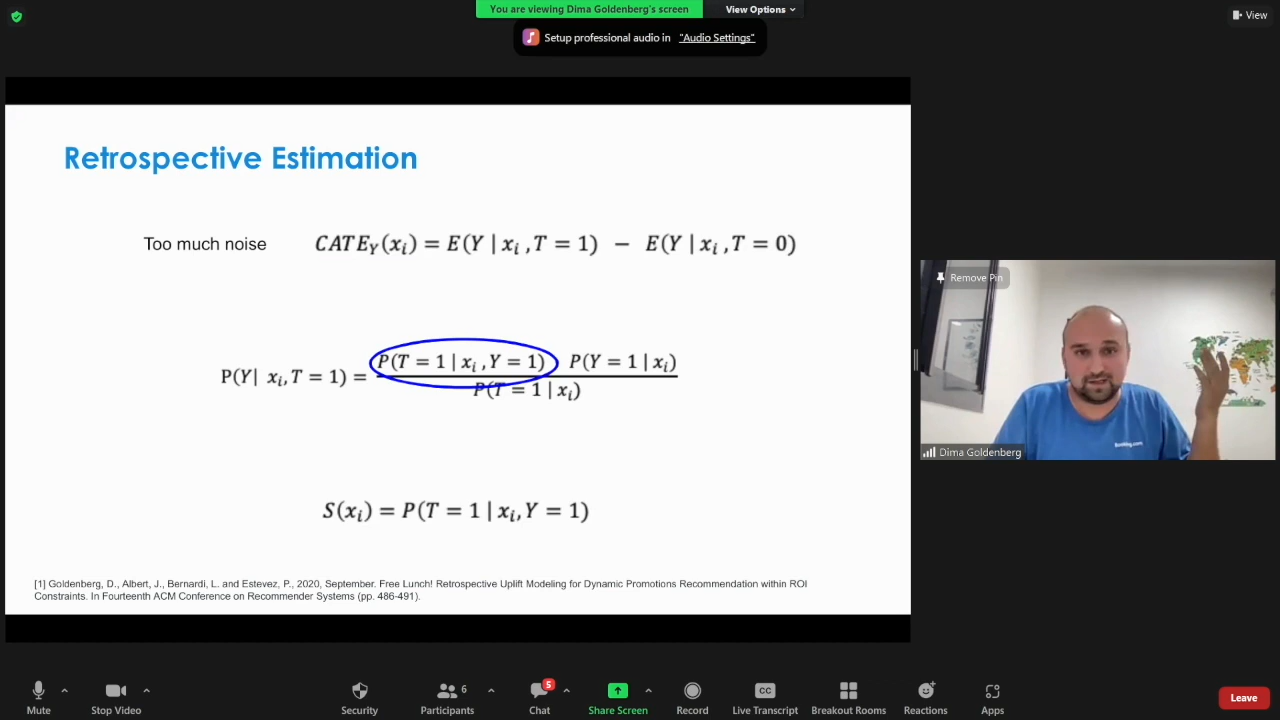 You are viewing Dima Goldenberg's screen
View Options
View
Setup professional audio in "Audio Settings"
Retrospective Estimation
Too much noise
CATE_Y(x_i) = E(Y | x_i , T = 1) − E(Y | x_i , T = 0)
P(T = 1 | x_i , Y = 1) P(Y = 1 | x_i)
P(Y| x_i, T = 1) =
P(T = 1 | x_i)
S(x_i) = P(T = 1 | x_i, Y = 1)
[1] Goldenberg, D., Albert, J., Bernardi, L. and Estevez, P., 2020, September. Free Lunch! Retrospective Uplift Modeling for Dynamic Promotions Recommendation within ROI
Constraints. In Fourteenth ACM Conference on Recommender Systems (pp. 486-491).
Remove Pin
Booking.com
Dima Goldenberg
6
5
Mute
Stop Video
Security
Participants
Chat
Share Screen
Record
CC
Live Transcript
Breakout Rooms
Reactions
Apps
Leave